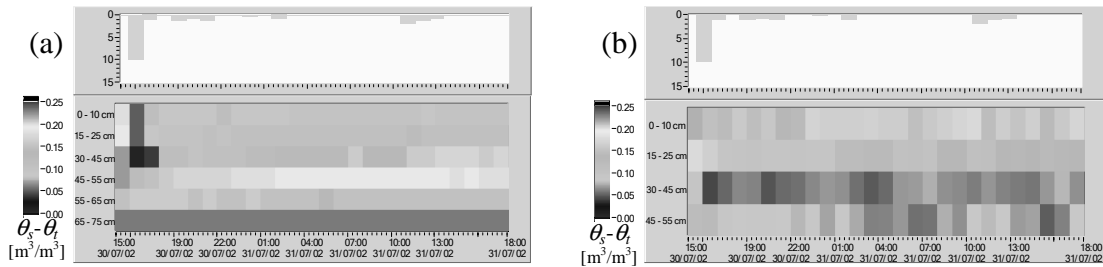 (a)
0
5
10
15
0.25
0.20
0.15
0.10
0.05
0.00
θs-θt
[m³/m³]
0 - 10 cm
15 - 25 cm
30 - 45 cm
45 - 55 cm
55 - 65 cm
65 - 75 cm
15:00 19:00 22:00 01:00 04:00 07:00 10:00 13:00 18:00
30/07/02 30/07/02 30/07/02 31/07/02 31/07/02 31/07/02 31/07/02 31/07/02 31/07/02
(b)
0
5
10
15
0.25
0.20
0.15
0.10
0.05
0.00
θs-θt
[m³/m³]
0 - 10 cm
15 - 25 cm
30 - 45 cm
45 - 55 cm
15:00 19:00 22:00 01:00 04:00 07:00 10:00 13:00 18:00
30/07/02 30/07/02 30/07/02 31/07/02 31/07/02 31/07/02 31/07/02 31/07/02 31/07/02